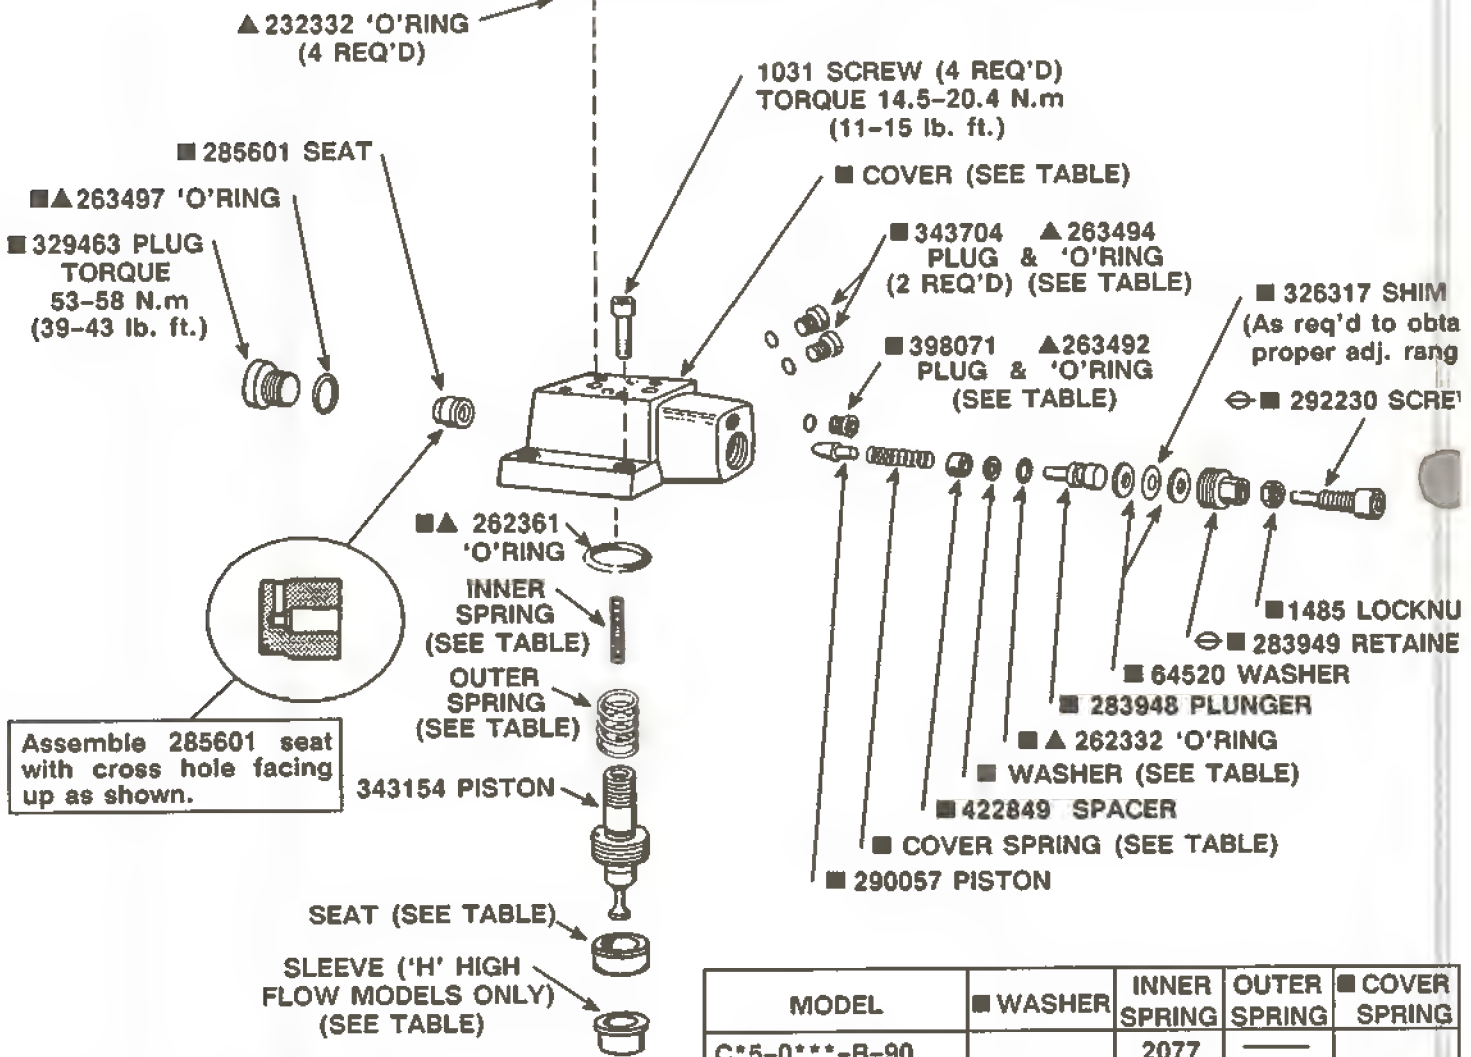 ▲ 232332 'O'RING
(4 REQ'D)
1031 SCREW (4 REQ'D)
TORQUE 14.5-20.4 N.m
(11-15 lb. ft.)
■ 285601 SEAT
■ COVER (SEE TABLE)
■▲ 263497 'O'RING
■ 329463 PLUG
TORQUE
53-58 N.m
(39-43 lb. ft.)
■ 343704 ▲ 263494
PLUG & 'O'RING
(2 REQ'D) (SEE TABLE)
■ 326317 SHIM
(As req'd to obta
proper adj. rang
■ 398071 ▲263492
PLUG & 'O'RING
(SEE TABLE)
⊖ ■ 292230 SCRE
■▲ 262361
'O'RING
INNER
SPRING
(SEE TABLE)
OUTER
SPRING
(SEE TABLE)
■ 1485 LOCKNU
⊖ ■ 283949 RETAINE
■ 64520 WASHER
■ 283948 PLUNGER
■ ▲ 262332 'O'RING
■ WASHER (SEE TABLE)
■ 422849 SPACER
■ COVER SPRING (SEE TABLE)
■ 290057 PISTON
Assemble 285601 seat
with cross hole facing
up as shown.
343154 PISTON
SEAT (SEE TABLE)
SLEEVE ('H' HIGH
FLOW MODELS ONLY)
(SEE TABLE)
MODEL ■ WASHER INNER SPRING OUTER SPRING ■ COVER SPRING
C*5-0***-B-90 2077 —